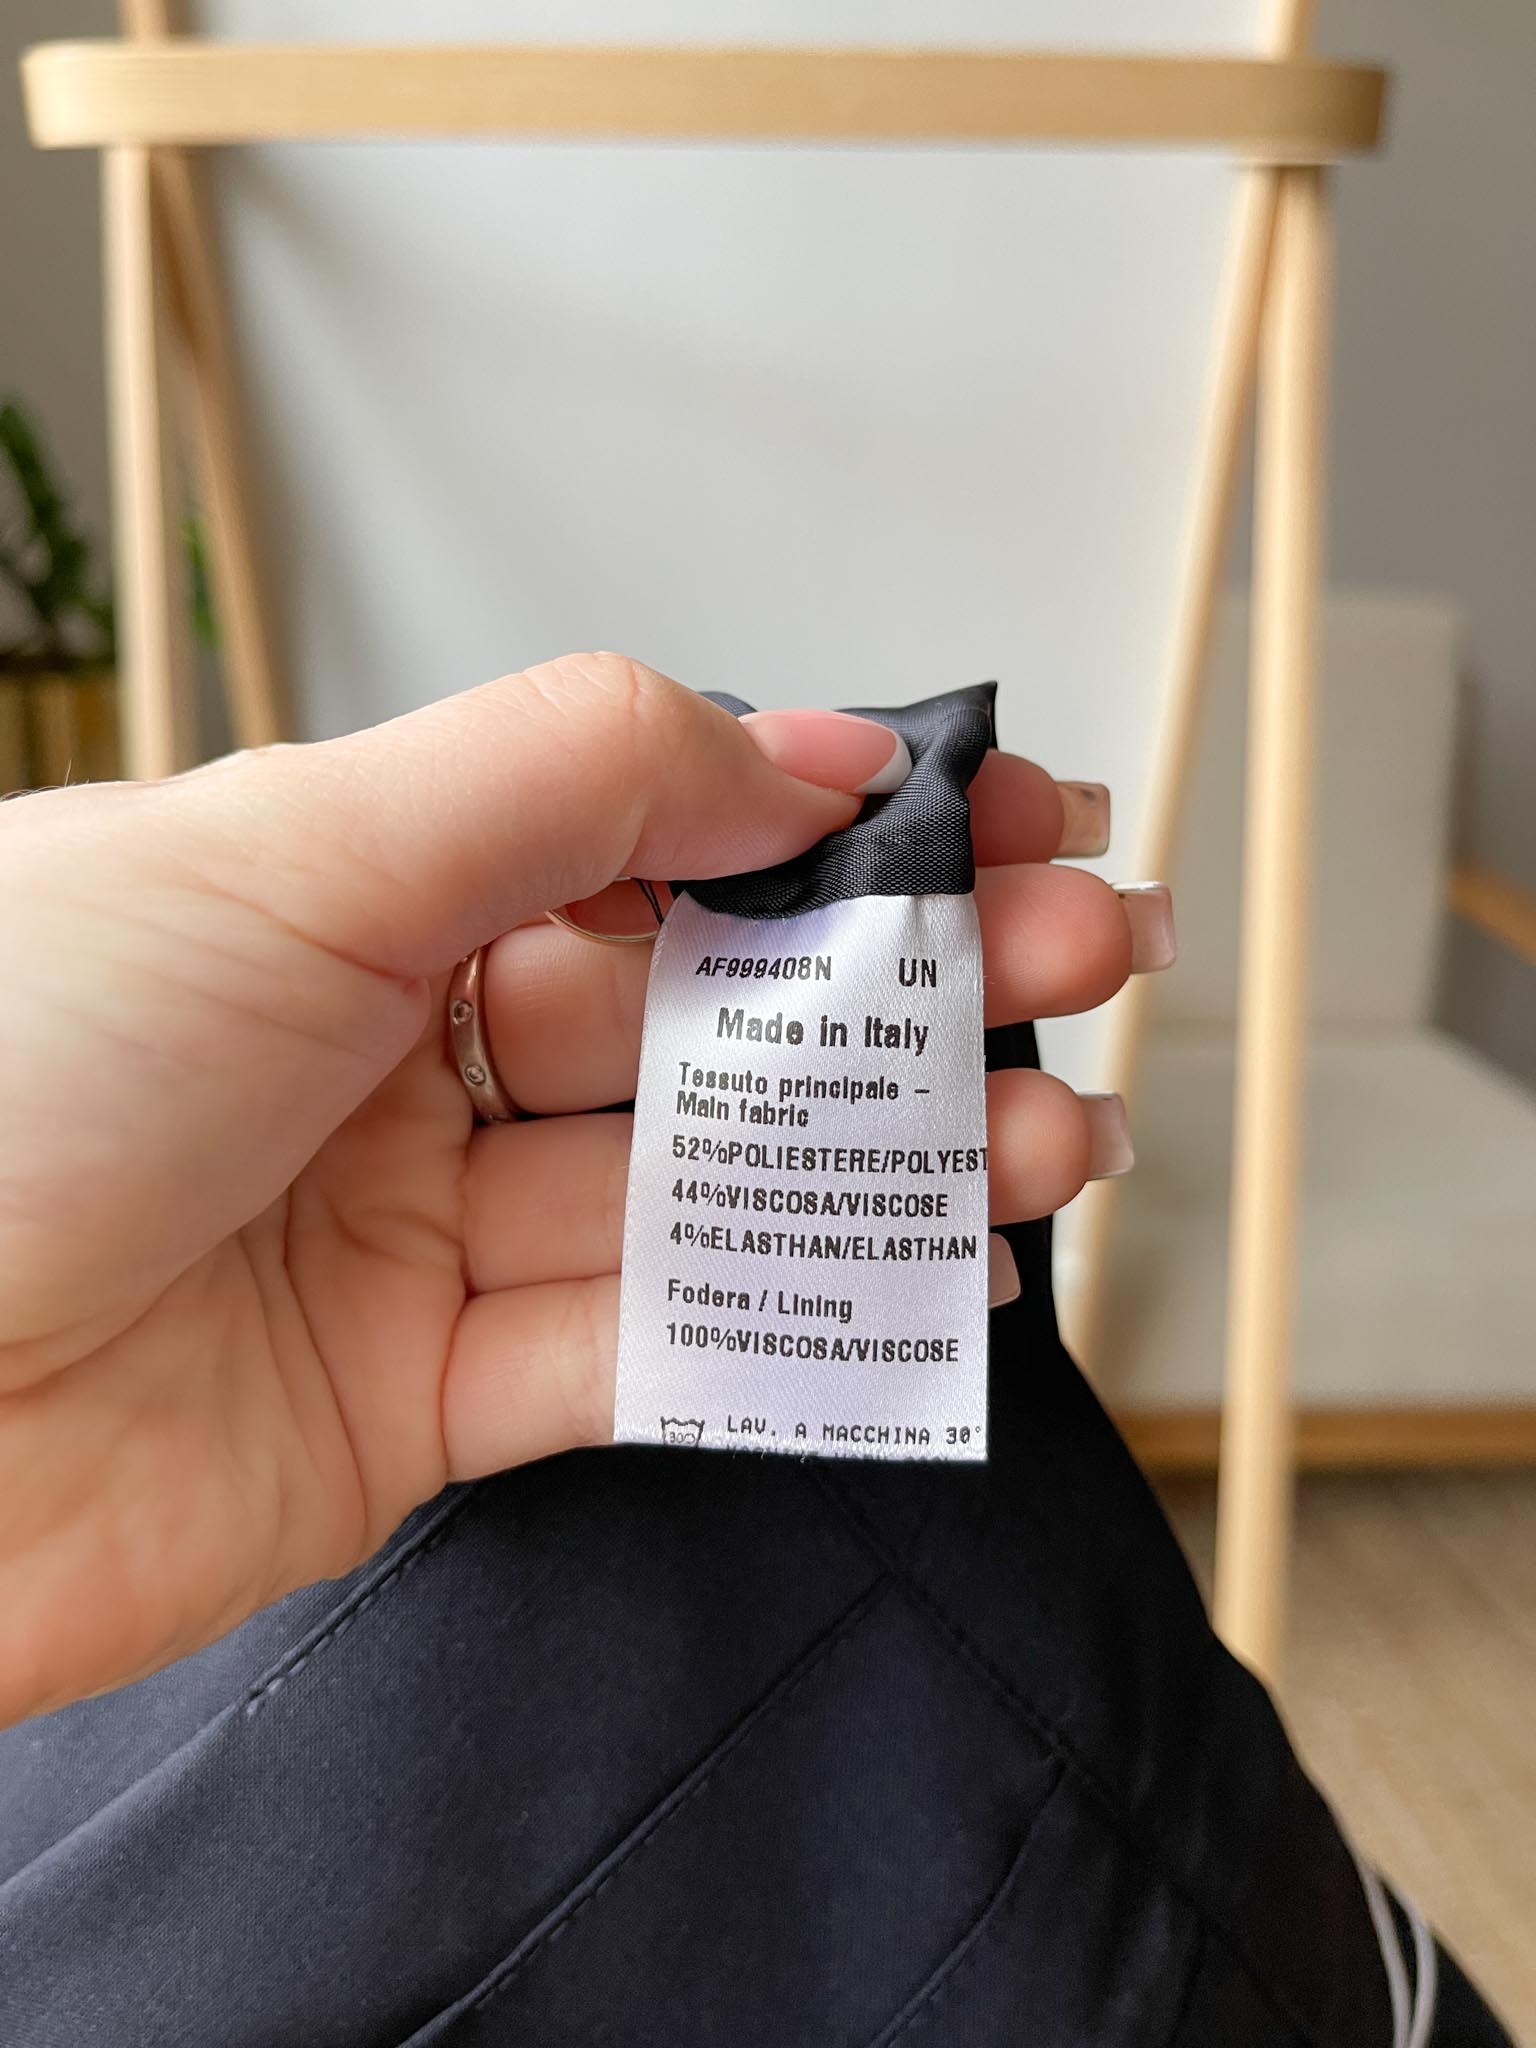 AF999408N UN
Made in Italy
Tessuto principale –
Main fabric
52%POLIESTERE/POLYEST
44%VISCOSA/VISCOSE
4%ELASTHAN/ELASTHAN
Fodera / Lining
100%VISCOSA/VISCOSE
30° LAV. A MACCHINA 30°